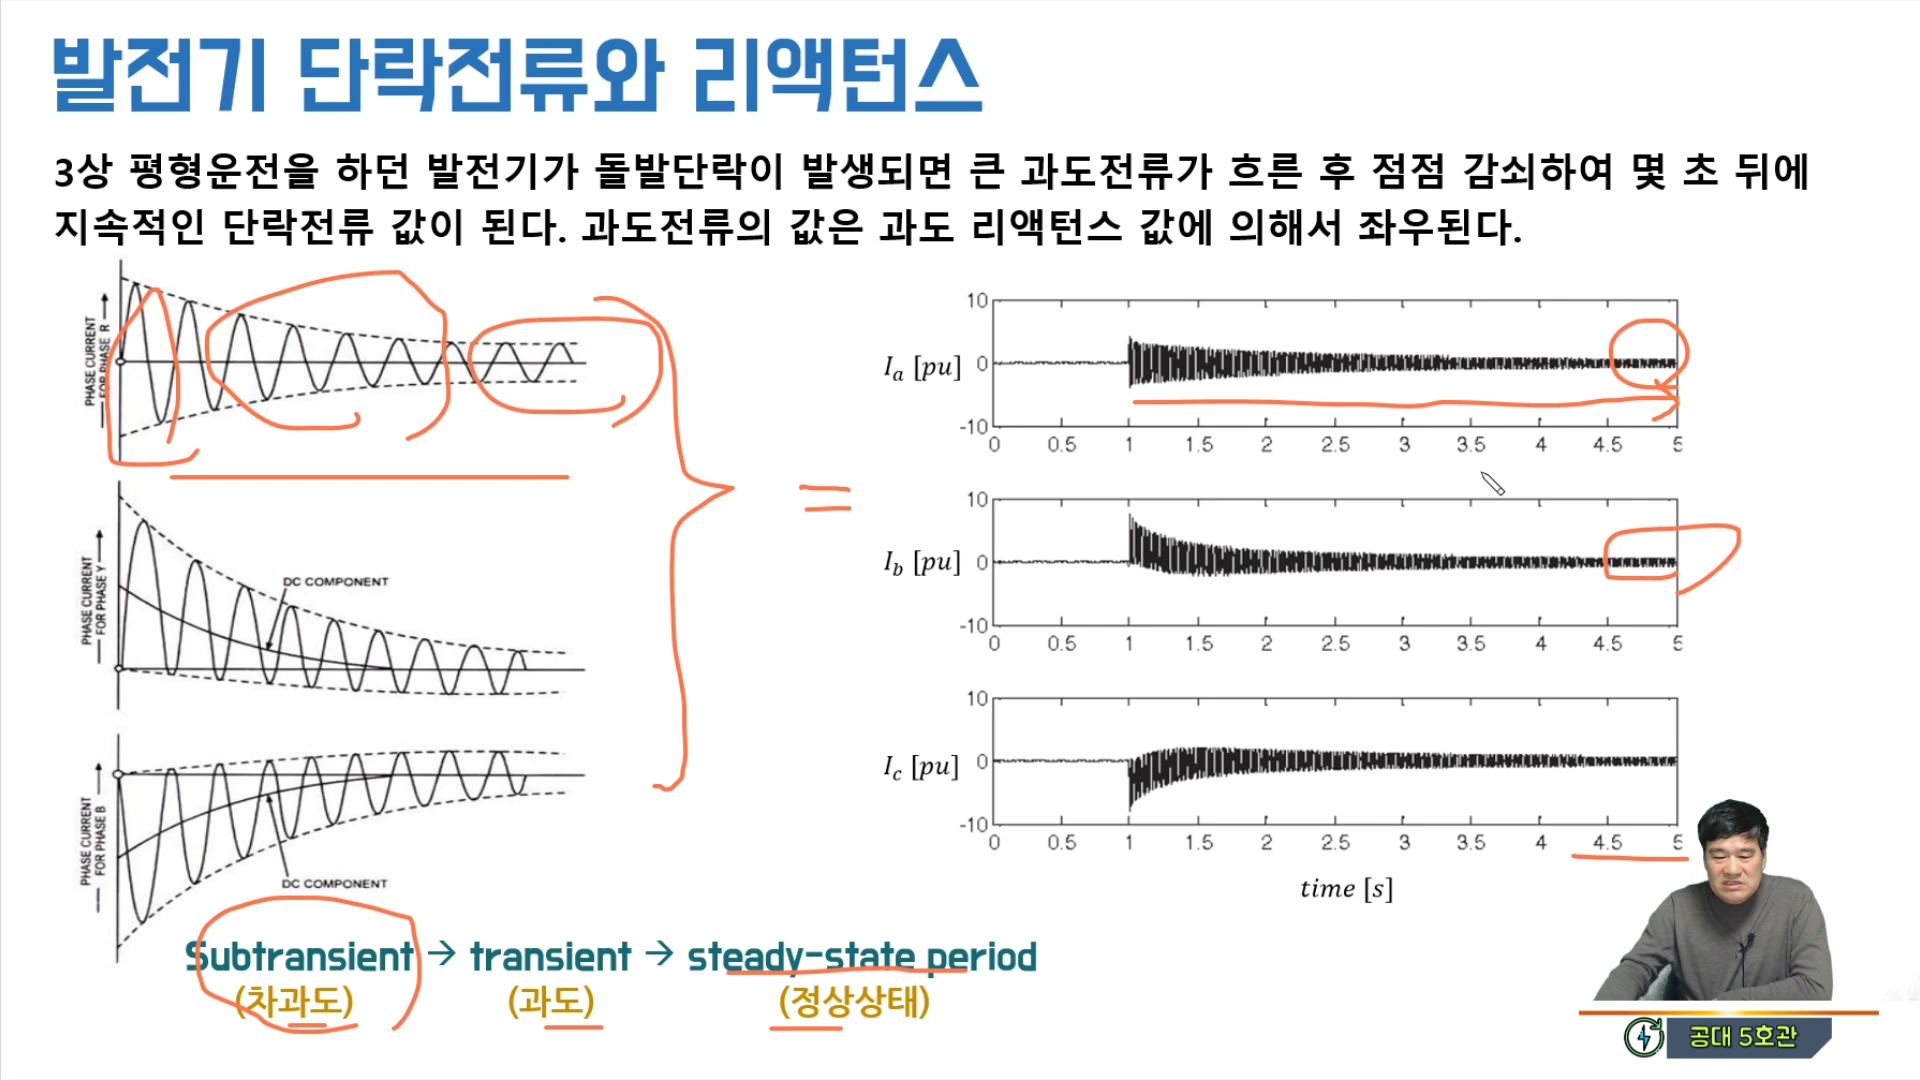 발전기 단락전류와 리액턴스
3상 평형운전을 하던 발전기가 돌발단락이 발생되면 큰 과도전류가 흐른 후 점점 감쇠하여 몇 초 뒤에
지속적인 단락전류 값이 된다. 과도전류의 값은 과도 리액턴스 값에 의해서 좌우된다.
PHASE CURRENT
FOR PHASE R
PHASE CURRENT
FOR PHASE Y
DC COMPONENT
PHASE CURRENT
FOR PHASE B
DC COMPONENT
Ia [pu]
10
0
-10
0 0.5 1 1.5 2 2.5 3 3.5 4 4.5 5
Ib [pu]
10
0
-10
0 0.5 1 1.5 2 2.5 3 3.5 4 4.5 5
Ic [pu]
10
0
-10
0 0.5 1 1.5 2 2.5 3 3.5 4 4.5 5
time [s]
Subtransient → transient → steady-state period
(차과도) (과도) (정상상태)
공대 5호관